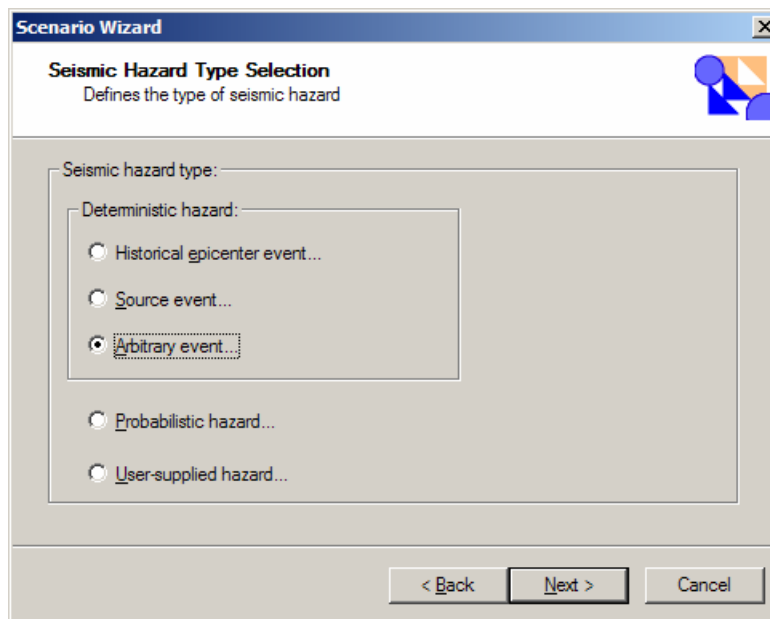 Scenario Wizard
Seismic Hazard Type Selection
Defines the type of seismic hazard
Seismic hazard type:
Deterministic hazard:
Historical epicenter event...
Source event...
Arbitrary event...
Probabilistic hazard...
User-supplied hazard...
< Back Next > Cancel